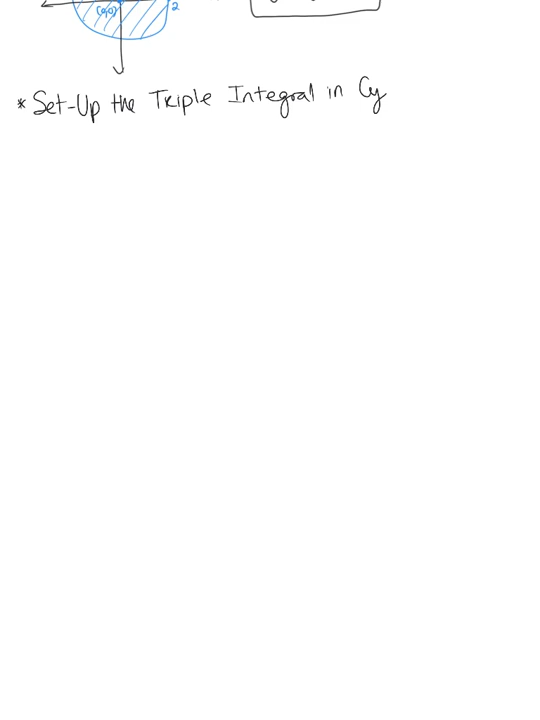 (0,0) 2
* Set-Up the Triple Integral in Cy